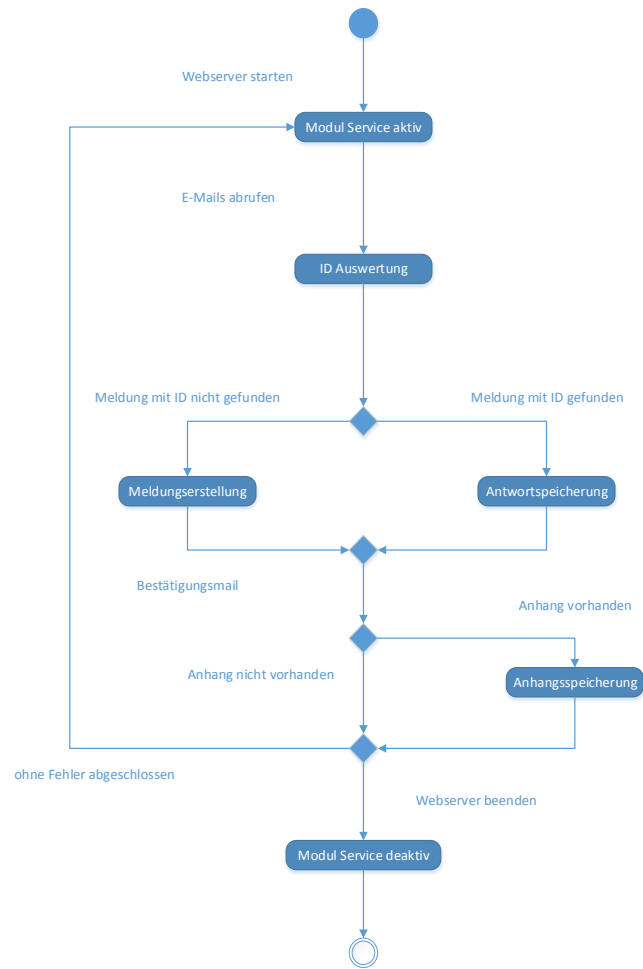 Webserver starten
Modul Service aktiv
E-Mails abrufen
ID Auswertung
Meldung mit ID nicht gefunden
Meldung mit ID gefunden
Meldungserstellung
Antwortspeicherung
Bestätigungsmail
Anhang vorhanden
Anhang nicht vorhanden
Anhangsspeicherung
ohne Fehler abgeschlossen
Webserver beenden
Modul Service deaktiv